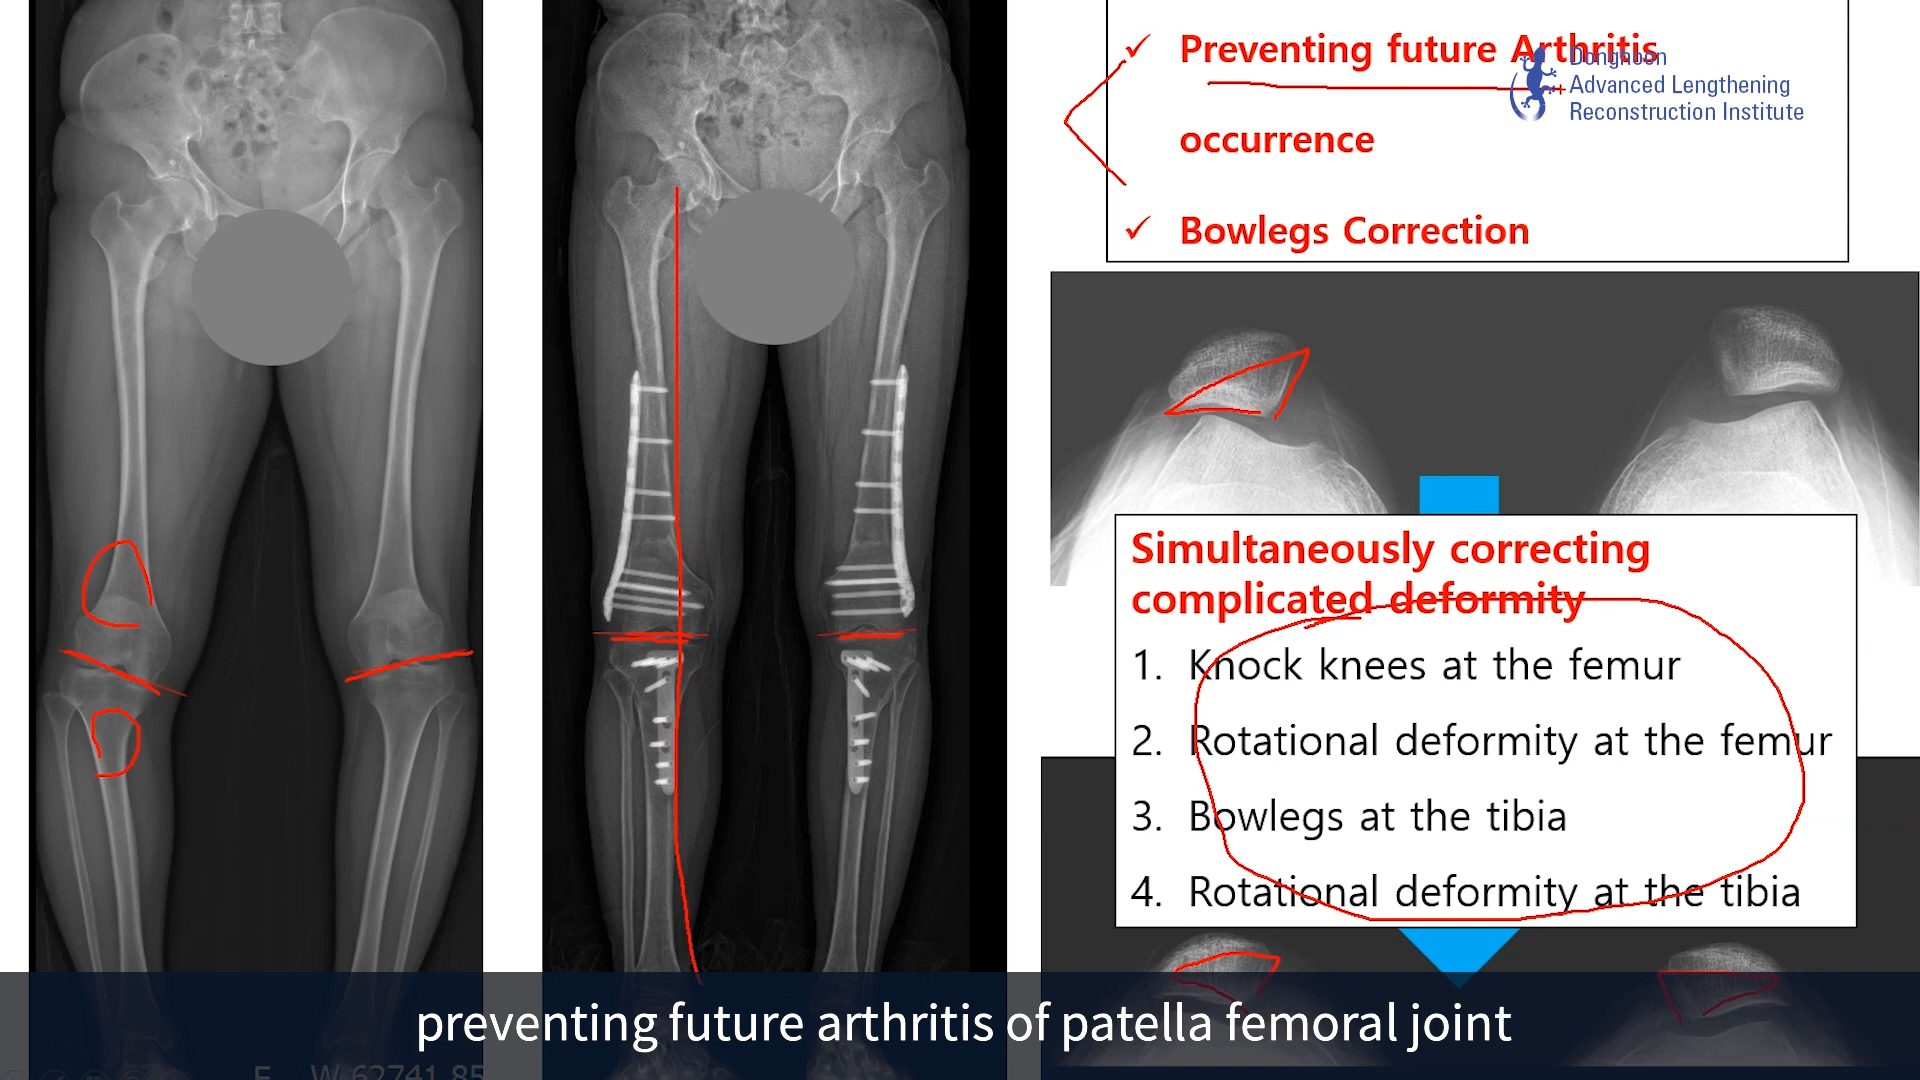 Preventing future Arthritis
occurrence
Bowlegs Correction
Donghoon
Advanced Lengthening
Reconstruction Institute
Simultaneously correcting
complicated deformity
1. Knock knees at the femur
2. Rotational deformity at the femur
3. Bowlegs at the tibia
4. Rotational deformity at the tibia
preventing future arthritis of patella femoral joint